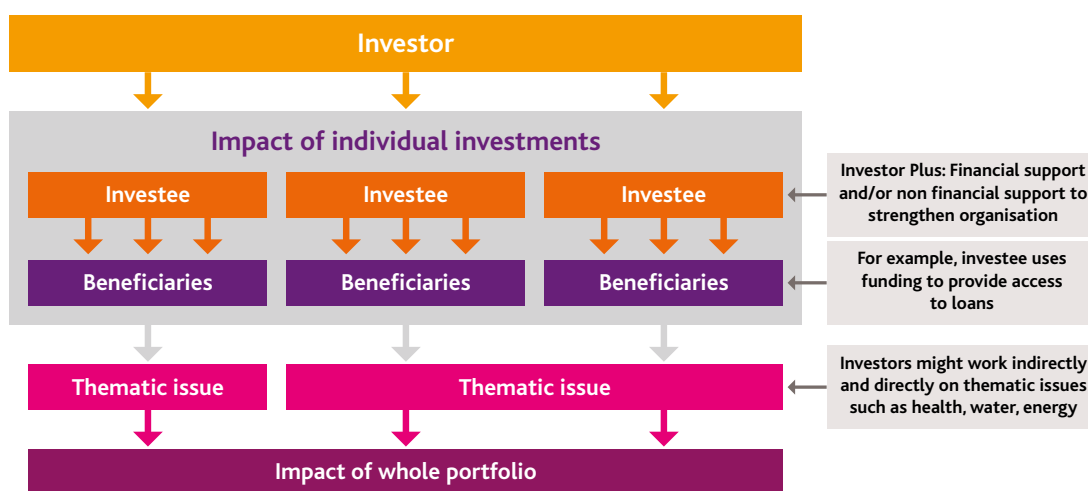 Investor
Impact of individual investments
Investee
Investee
Investee
Investor Plus: Financial support
and/or non financial support to
strengthen organisation
Beneficiaries
Beneficiaries
Beneficiaries
For example, investee uses
funding to provide access
to loans
Thematic issue
Thematic issue
Investors might work indirectly
and directly on thematic issues
such as health, water, energy
Impact of whole portfolio